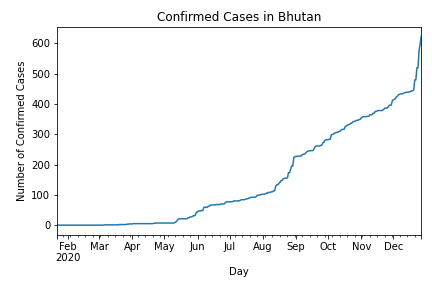 Confirmed Cases in Bhutan
600
500
400
300
200
100
0
Number of Confirmed Cases
Feb Mar Apr May Jun Jul Aug Sep Oct Nov Dec
2020
Day